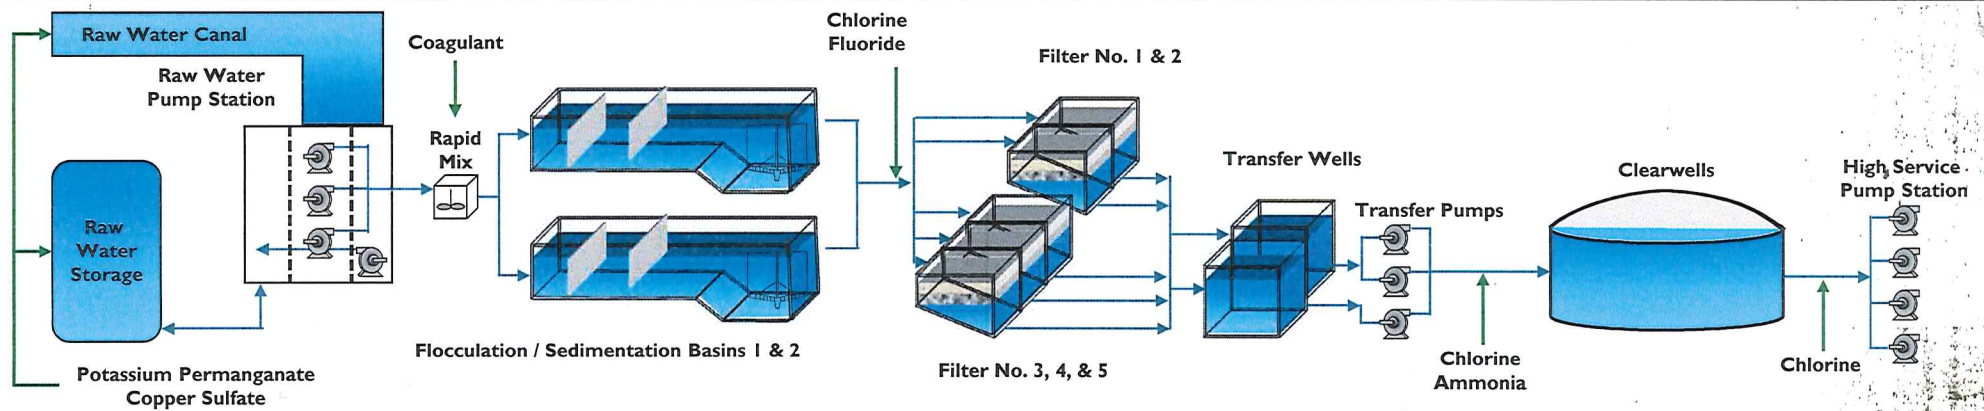 Raw Water Canal
Raw Water
Pump Station
Raw
Water
Storage
Potassium Permanganate
Copper Sulfate
Coagulant
Rapid
Mix
Flocculation / Sedimentation Basins 1 & 2
Chlorine
Fluoride
Filter No. 1 & 2
Filter No. 3, 4, & 5
Transfer Wells
Transfer Pumps
Chlorine
Ammonia
Clearwells
Chlorine
High Service
Pump Station